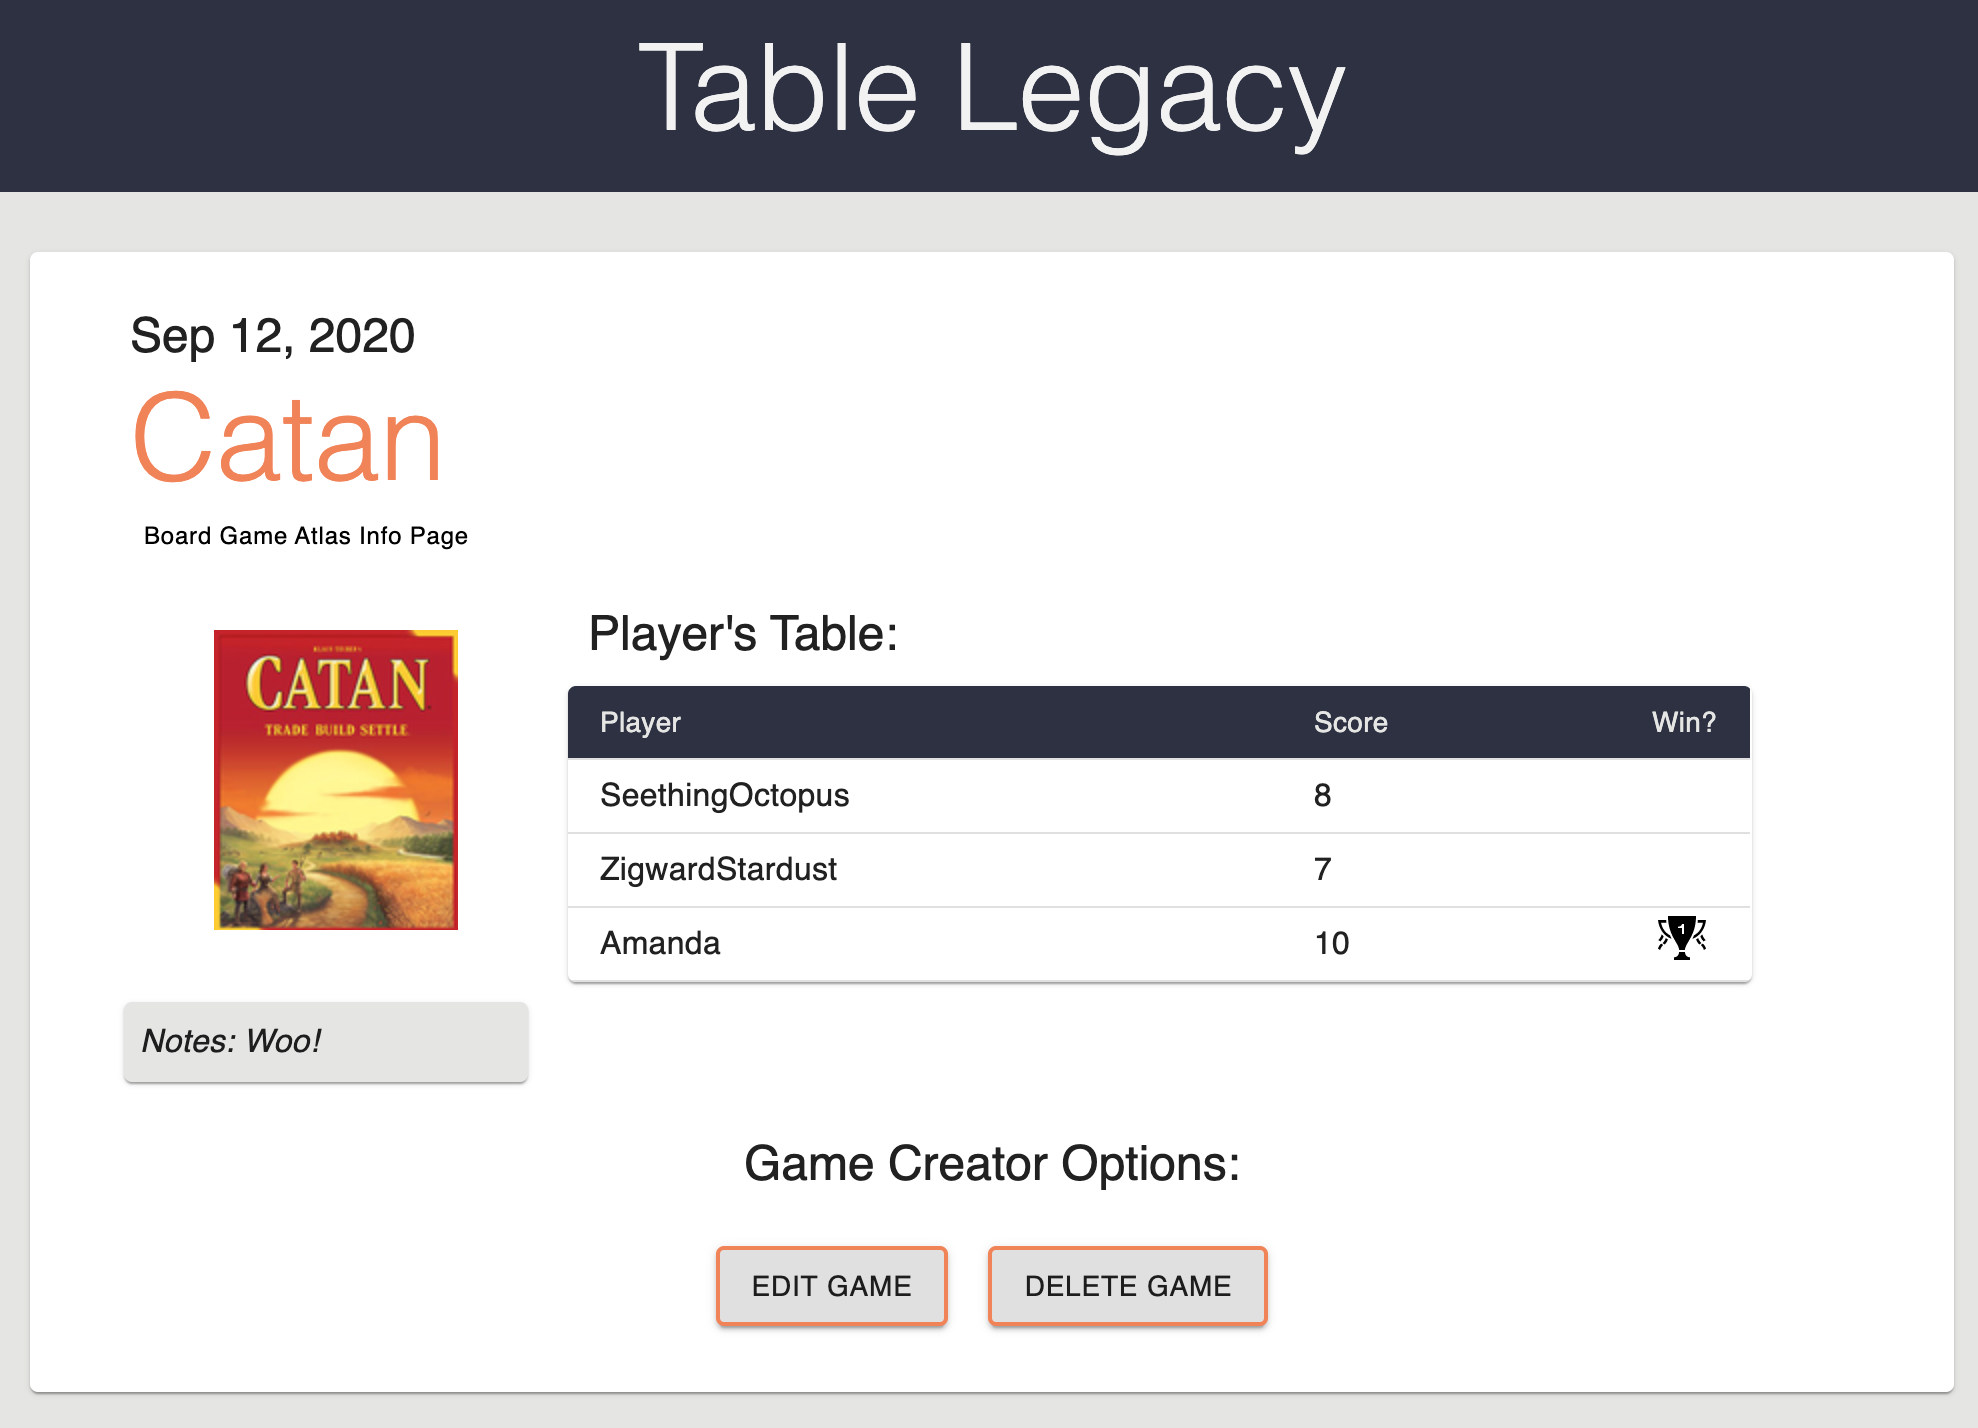 Table Legacy
Sep 12, 2020
Catan
Board Game Atlas Info Page
CATAN
TRADE BUILD SETTLE
Player's Table:
Player Score Win?
SeethingOctopus 8
ZigwardStardust 7
Amanda 10 1
Notes: Woo!
Game Creator Options:
EDIT GAME DELETE GAME